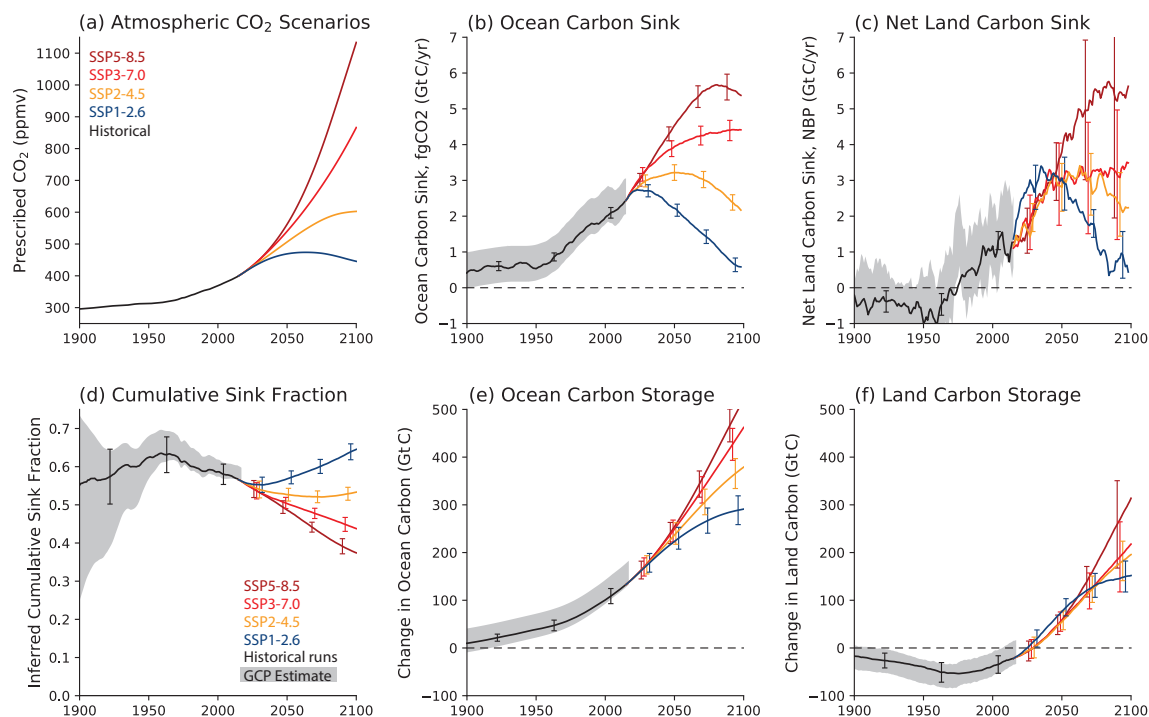 (a) Atmospheric CO₂ Scenarios
Prescribed CO₂ (ppmv)
1100
1000
900
800
700
600
500
400
300
SSP5-8.5
SSP3-7.0
SSP2-4.5
SSP1-2.6
Historical
1900 1950 2000 2050 2100
(b) Ocean Carbon Sink
Ocean Carbon Sink, fgCO2 (GtC/yr)
7
6
5
4
3
2
1
0
−1
1900 1950 2000 2050 2100
(c) Net Land Carbon Sink
Net Land Carbon Sink, NBP (GtC/yr)
7
6
5
4
3
2
1
0
−1
1900 1950 2000 2050 2100
(d) Cumulative Sink Fraction
Inferred Cumulative Sink Fraction
0.7
0.6
0.5
0.4
0.3
0.2
0.1
0.0
SSP5-8.5
SSP3-7.0
SSP2-4.5
SSP1-2.6
Historical runs
GCP Estimate
1900 1950 2000 2050 2100
(e) Ocean Carbon Storage
Change in Ocean Carbon (GtC)
500
400
300
200
100
0
−100
1900 1950 2000 2050 2100
(f) Land Carbon Storage
Change in Land Carbon (GtC)
500
400
300
200
100
0
−100
1900 1950 2000 2050 2100